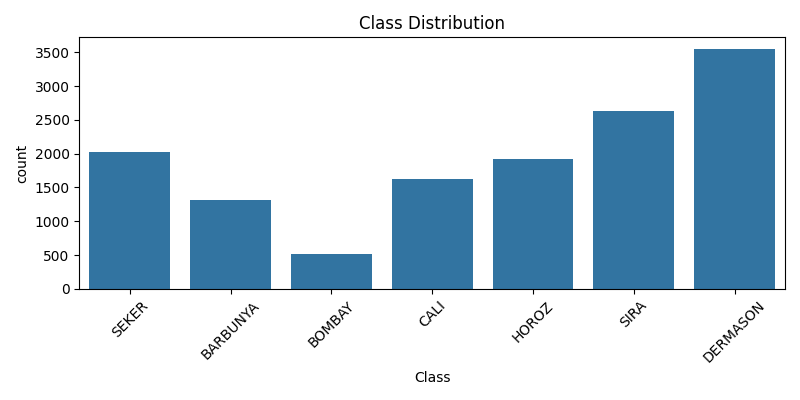 Class Distribution
count
3500
3000
2500
2000
1500
1000
500
0
SEKER
BARBUNYA
BOMBAY
CALI
HOROZ
SIRA
DERMASON
Class